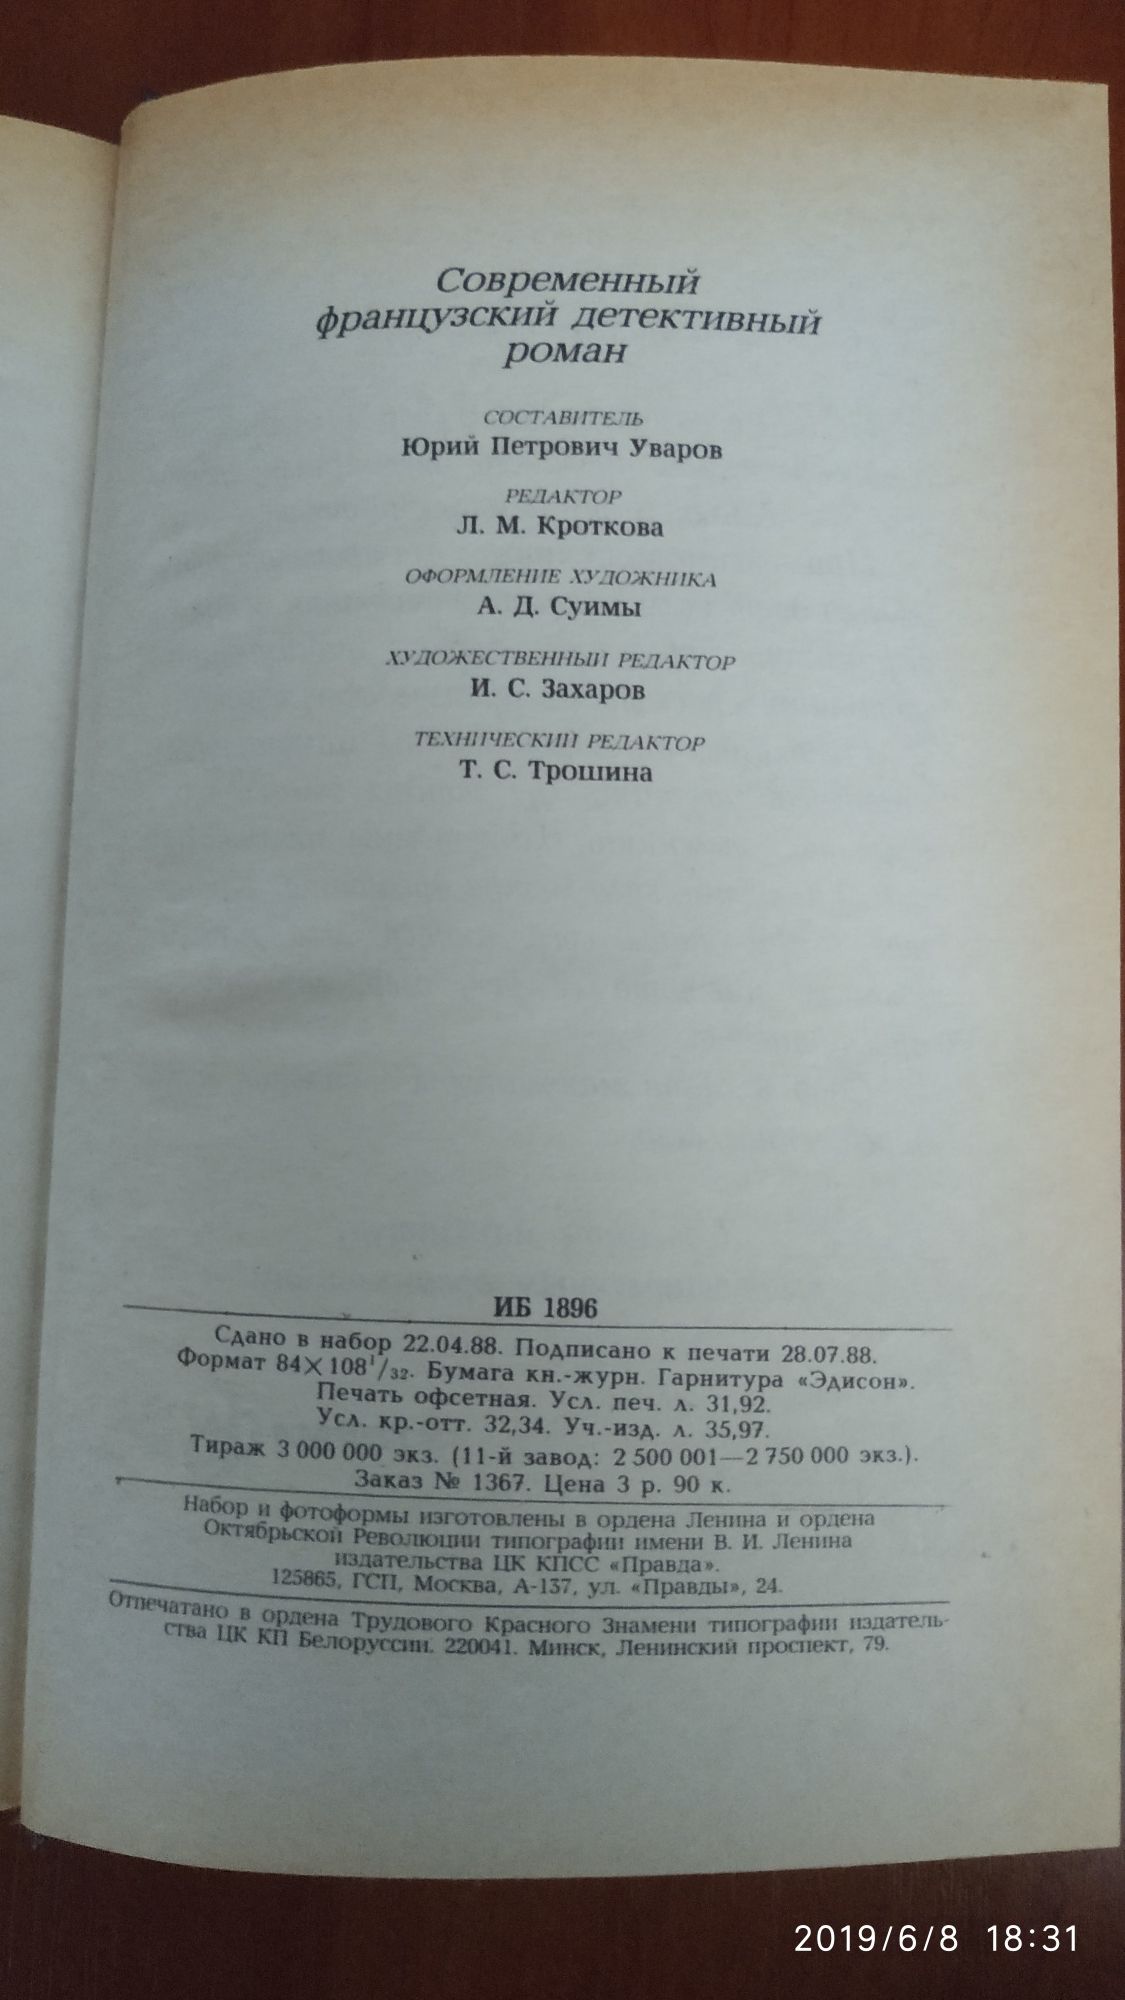 Современный
французский детективный
роман
СОСТАВИТЕЛЬ
Юрий Петрович Уваров
РЕДАКТОР
Л. М. Кроткова
ОФОРМЛЕНИЕ ХУДОЖНИКА
А. Д. Суимы
ХУДОЖЕСТВЕННЫЙ РЕДАКТОР
И. С. Захаров
ТЕХНИЧЕСКИЙ РЕДАКТОР
Т. С. Трошина
ИБ 1896
Сдано в набор 22.04.88. Подписано к печати 28.07.88.
Формат 84×108¹/₃₂. Бумага кн.-журн. Гарнитура «Эдисон».
Печать офсетная. Усл. печ. л. 31,92.
Усл. кр.-отт. 32,34. Уч.-изд. л. 35,97.
Тираж 3 000 000 экз. (11-й завод: 2 500 001—2 750 000 экз.).
Заказ № 1367. Цена 3 р. 90 к.
Набор и фотоформы изготовлены в ордена Ленина и ордена
Октябрьской Революции типографии имени В. И. Ленина
издательства ЦК КПСС «Правда».
125865, ГСП, Москва, А-137, ул. «Правды», 24.
Отпечатано в ордена Трудового Красного Знамени типографии издатель-
ства ЦК КП Белоруссии. 220041. Минск, Ленинский проспект, 79.
2019/6/8 18:31